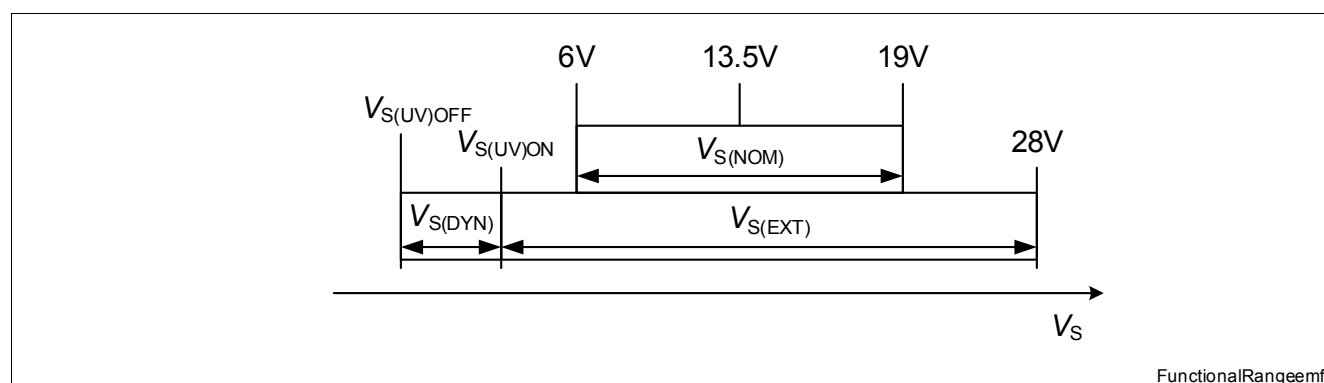 6V 13.5V 19V
VS(UV)OFF
VS(UV)ON VS(NOM) 28V
VS(DYN) VS(EXT)
VS
FunctionalRangeemf